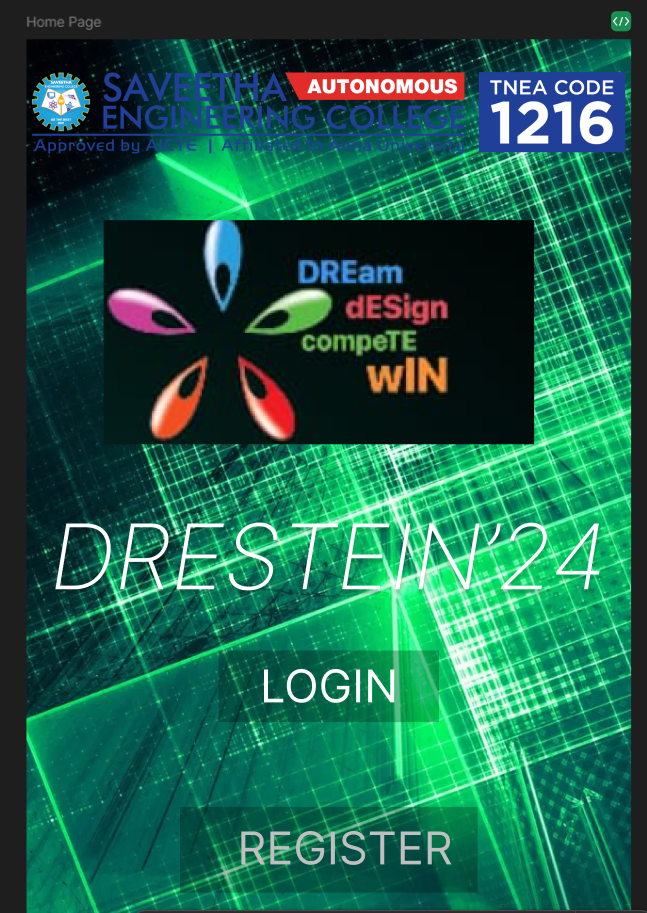 Home Page
SAVEETHA AUTONOMOUS
ENGINEERING COLLEGE
Approved by AICTE | Affiliated to Anna University
TNEA CODE
1216
DREam
dESign
compeTE
wIN
DRESTEIN’24
LOGIN
REGISTER